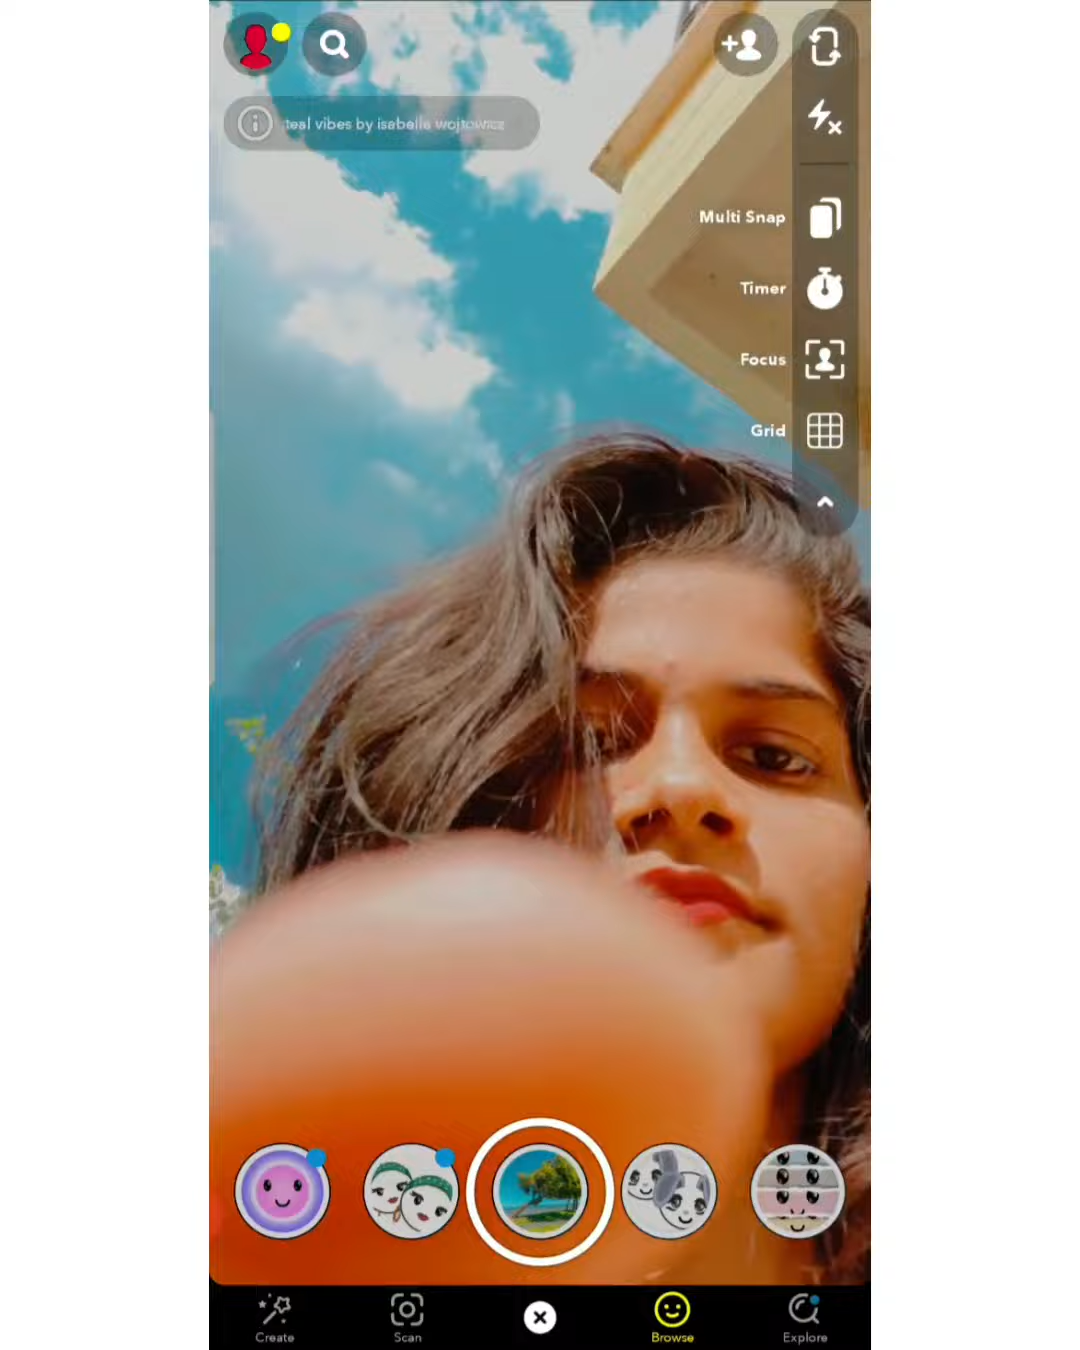 teal vibes by isabelle wojtowicz
Multi Snap
Timer
Focus
Grid
Create
Scan
Browse
Explore